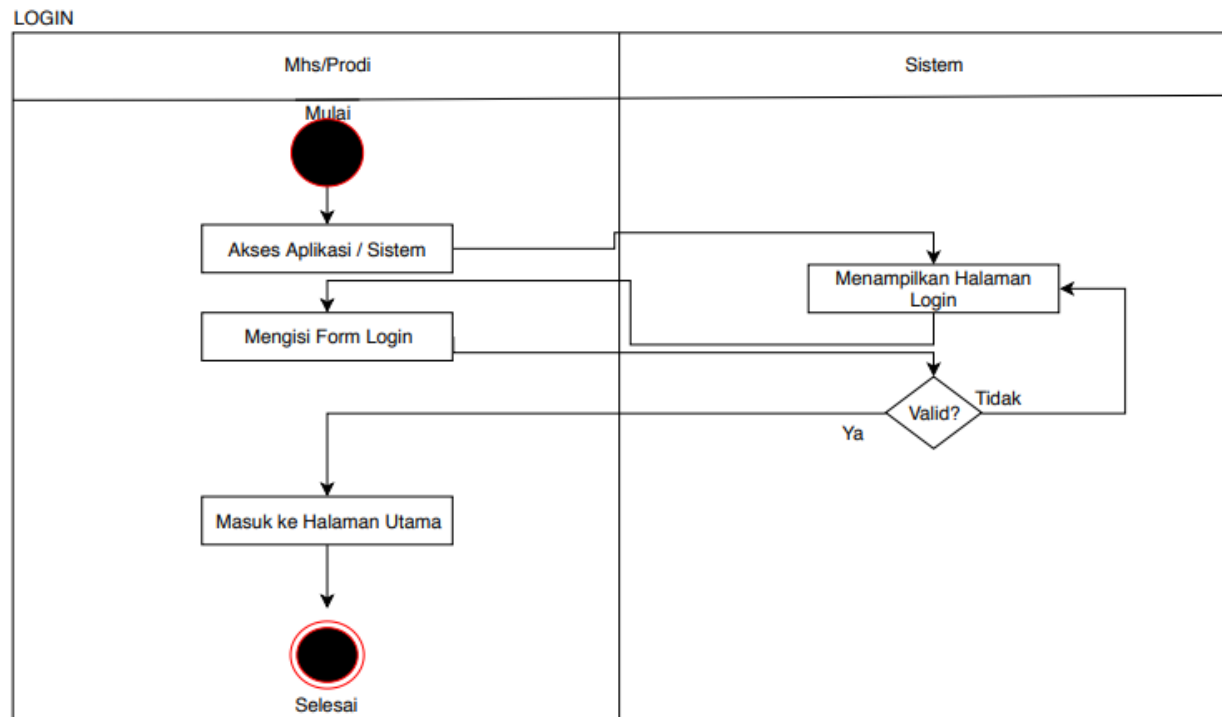 LOGIN
Mhs/Prodi
Sistem
Mulai
Akses Aplikasi / Sistem
Menampilkan Halaman
Login
Mengisi Form Login
Valid?
Tidak
Ya
Masuk ke Halaman Utama
Selesai